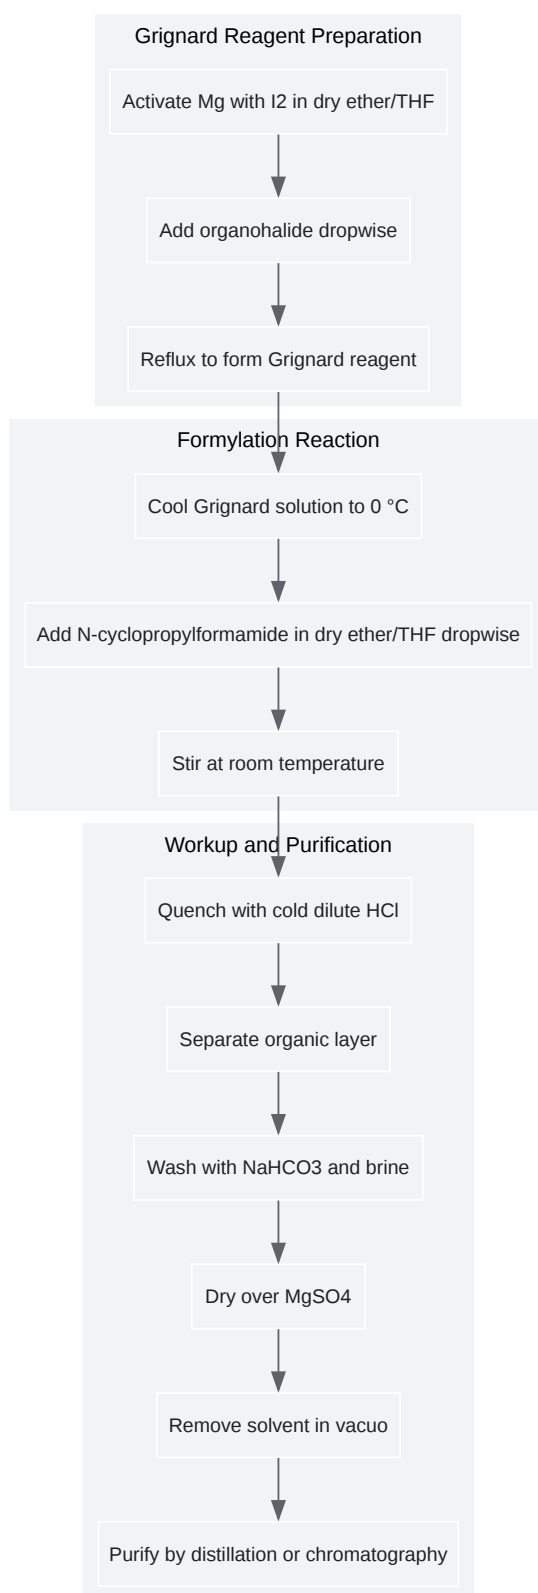 Grignard Reagent Preparation
Activate Mg with I2 in dry ether/THF
Add organohalide dropwise
Reflux to form Grignard reagent
Formylation Reaction
Cool Grignard solution to 0 °C
Add N-cyclopropylformamide in dry ether/THF dropwise
Stir at room temperature
Workup and Purification
Quench with cold dilute HCl
Separate organic layer
Wash with NaHCO3 and brine
Dry over MgSO4
Remove solvent in vacuo
Purify by distillation or chromatography